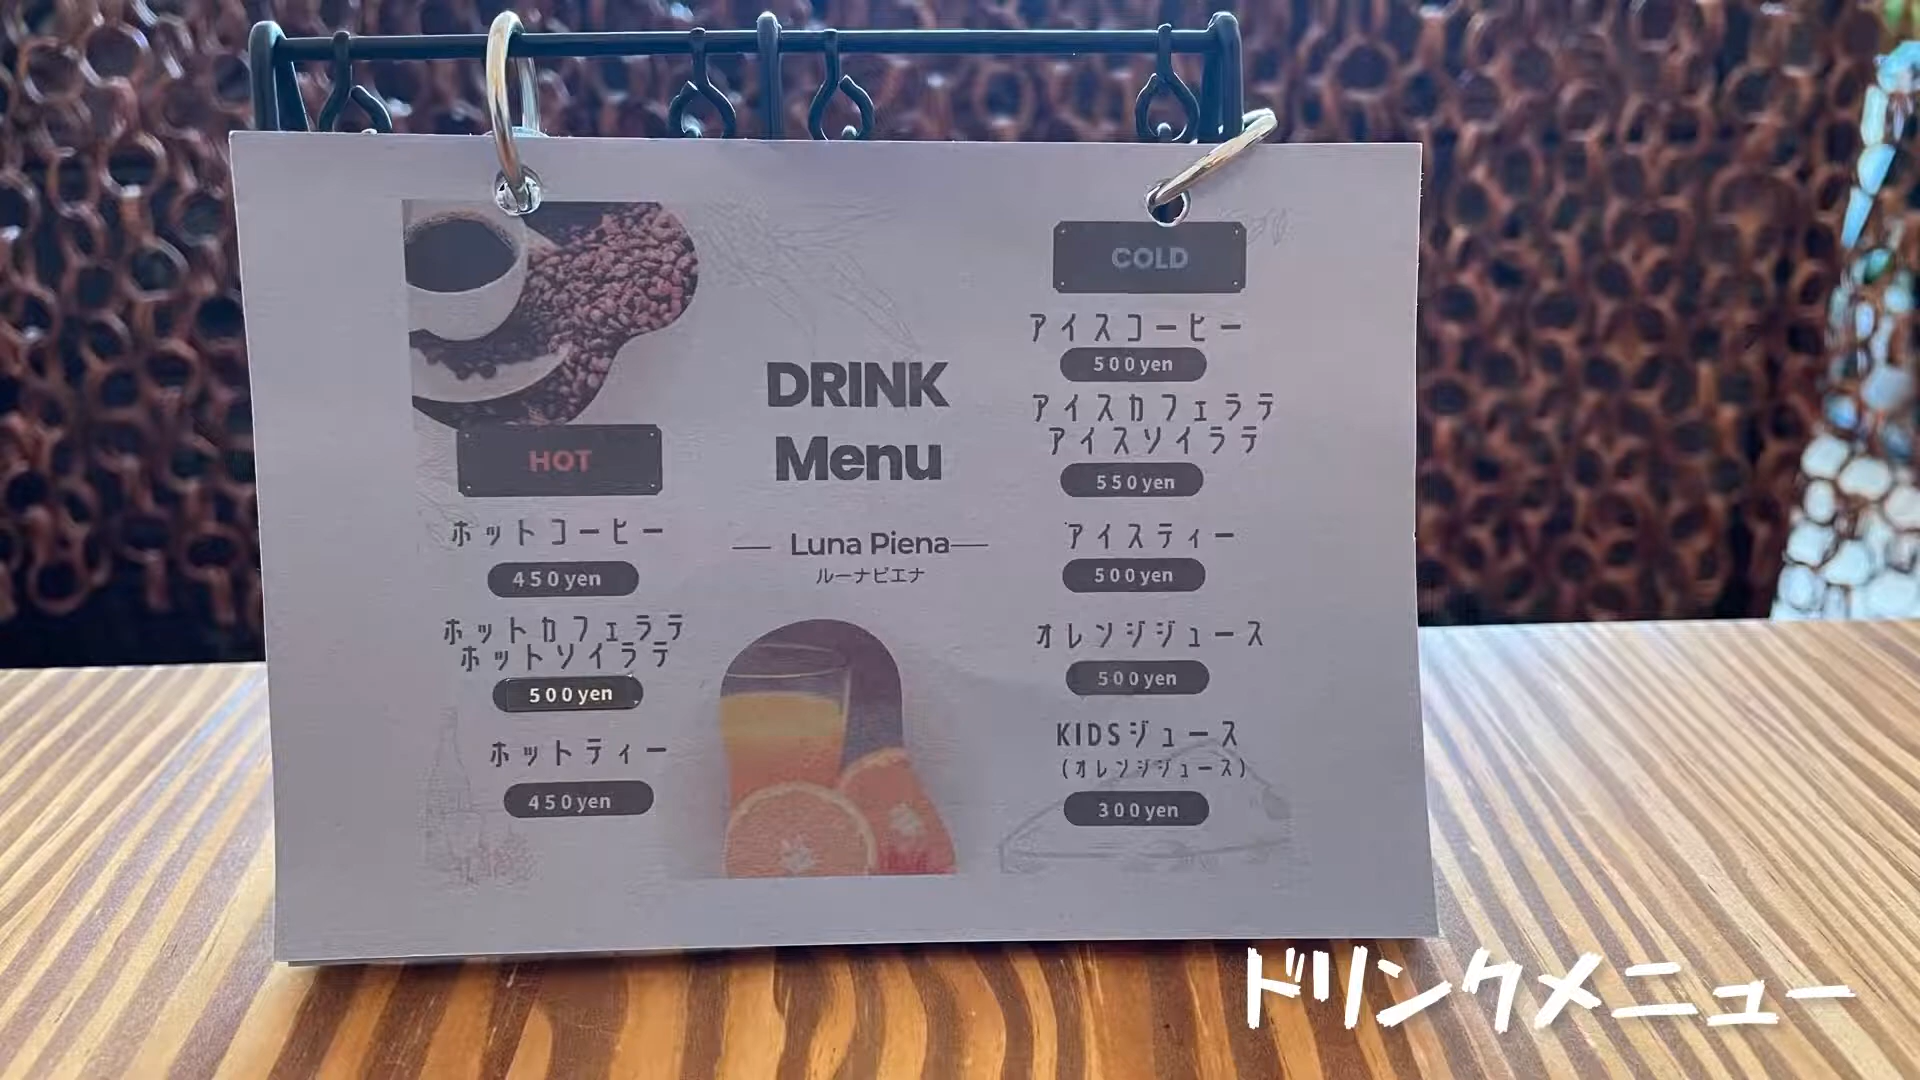 HOT
ホットコーヒー
450yen
ホットカフェラテ
ホットソイラテ
500yen
ホットティー
450yen
DRINK
Menu
Luna Piena
ルーナピエナ
COLD
アイスコーヒー
500yen
アイスカフェラテ
アイスソイラテ
550yen
アイスティー
500yen
オレンジジュース
500yen
KIDSジュース
(オレンジジュース)
300yen
ドリンクメニュー